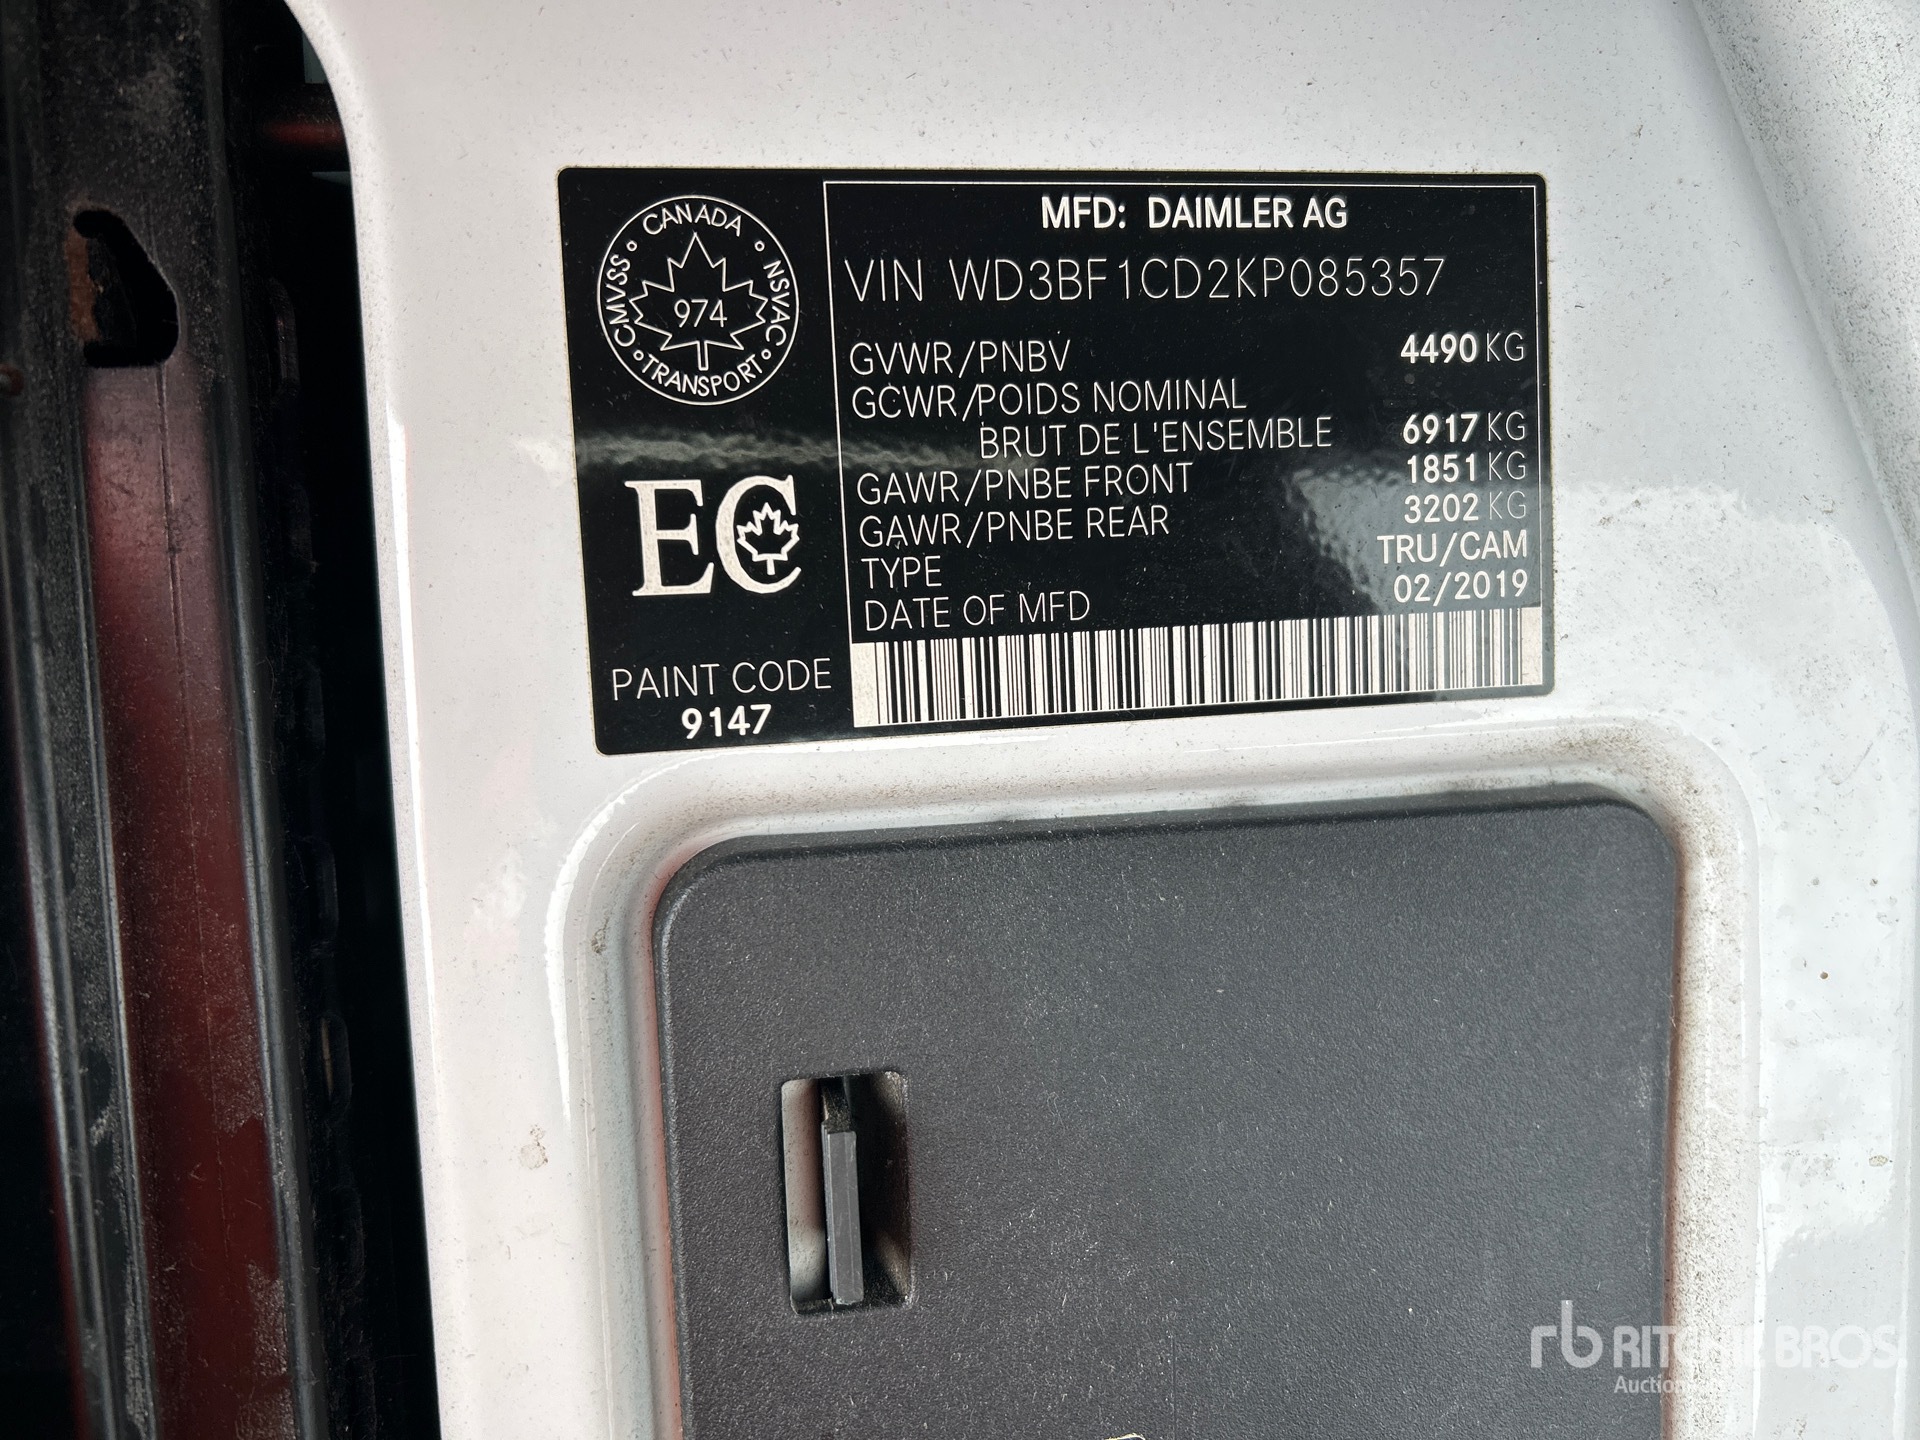 CANADA
NSVAC
TRANSPORT
CMVSS
974
MFD: DAIMLER AG
VIN WD3BF1CD2KP085357
GVWR/PNBV 4490 KG
GCWR/POIDS NOMINAL
BRUT DE L'ENSEMBLE 6917 KG
GAWR/PNBE FRONT 1851 KG
GAWR/PNBE REAR 3202 KG
TYPE TRU/CAM
DATE OF MFD 02/2019
EC
PAINT CODE
9147
rb RITCHIE BROS.